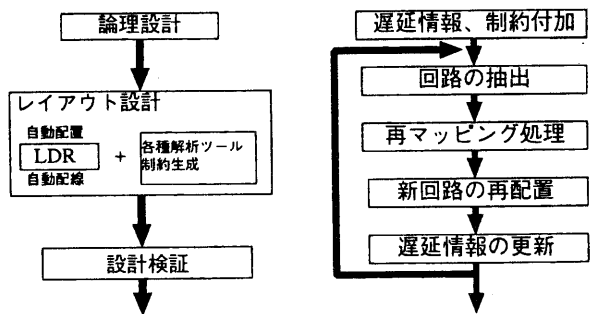 論理設計
レイアウト設計
自動配置
LDR
自動配線
+
各種解析ツール
制約生成
設計検証
遅延情報、制約付加
回路の抽出
再マッピング処理
新回路の再配置
遅延情報の更新